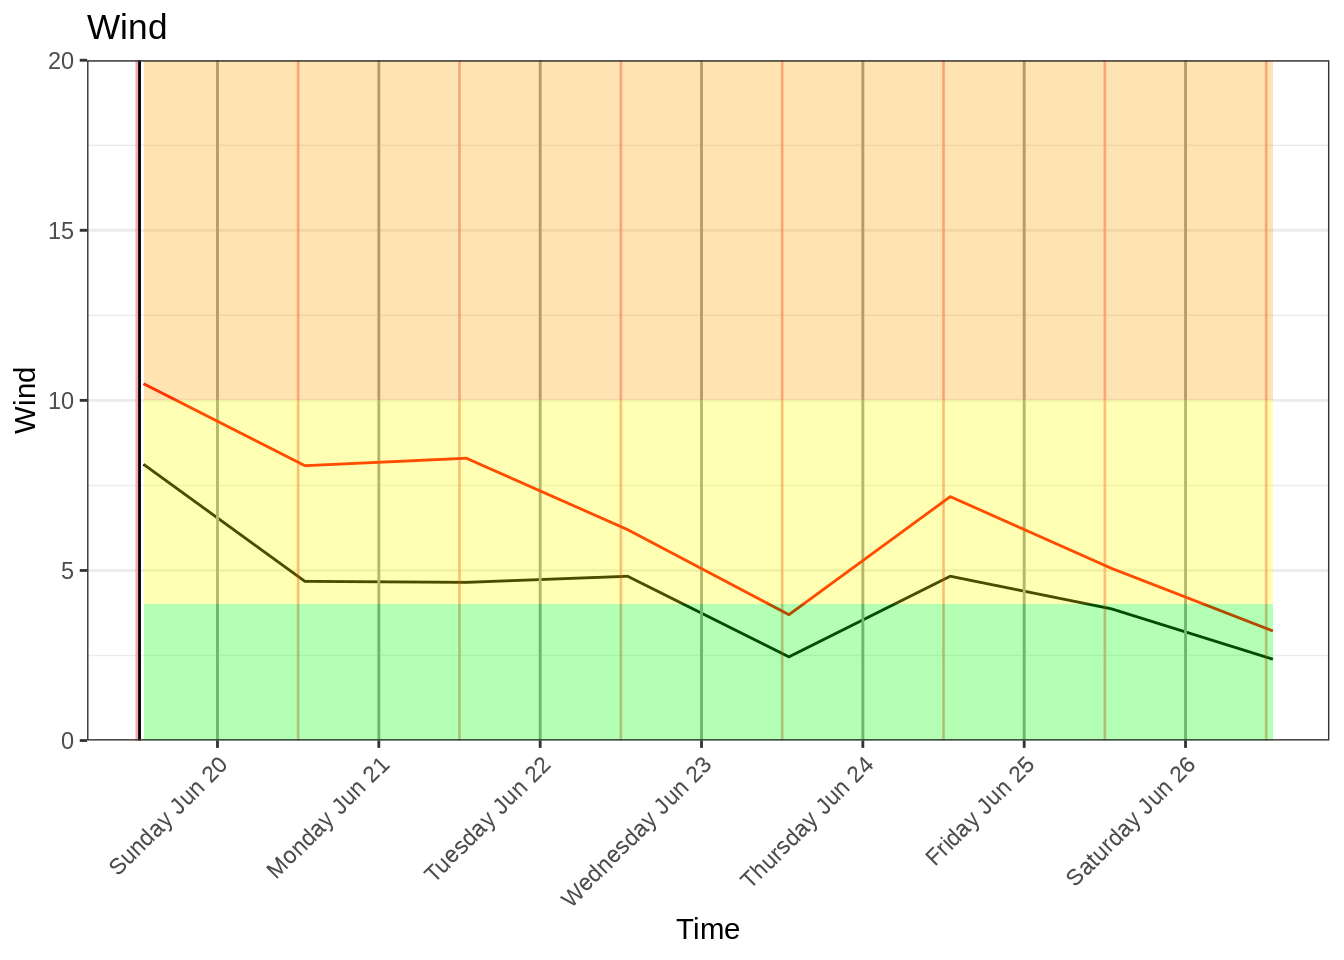 Wind
20
15
10
5
0
Wind
Sunday Jun 20
Monday Jun 21
Tuesday Jun 22
Wednesday Jun 23
Thursday Jun 24
Friday Jun 25
Saturday Jun 26
Time